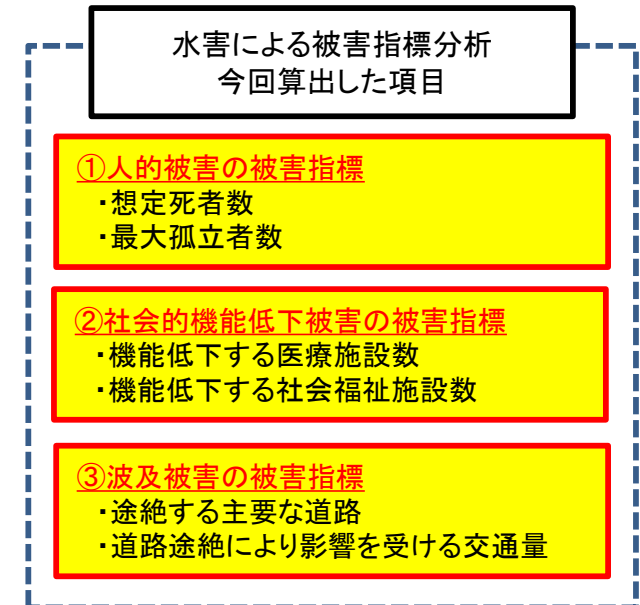 水害による被害指標分析
今回算出した項目
①人的被害の被害指標
・想定死者数
・最大孤立者数
②社会的機能低下被害の被害指標
・機能低下する医療施設数
・機能低下する社会福祉施設数
③波及被害の被害指標
・途絶する主要な道路
・道路途絶により影響を受ける交通量